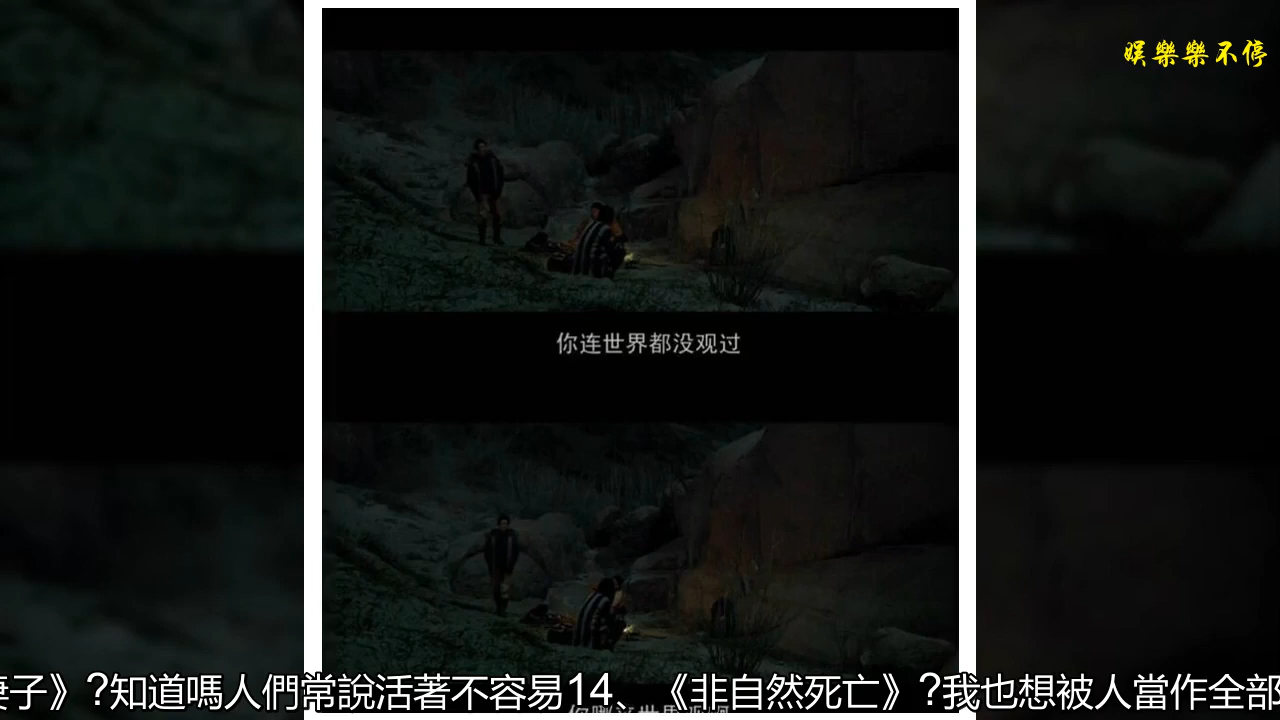 娱樂樂不停
你连世界都没观过
妻子》?知道嗎人們常說活著不容易14、《非自然死亡》?我也想被人當作全部